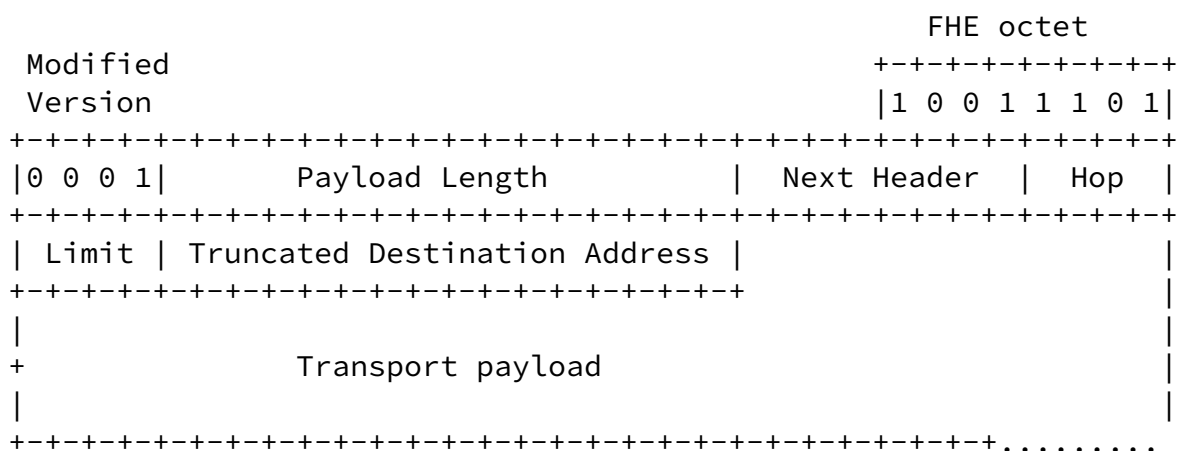 FHE octet
 Modified                                       +-+-+-+-+-+-+-+-+
 Version                                        |1 0 0 1 1 1 0 1|
+-+-+-+-+-+-+-+-+-+-+-+-+-+-+-+-+-+-+-+-+-+-+-+-+-+-+-+-+-+-+-+-+
|0 0 0 1|       Payload Length          |  Next Header  |  Hop  |
+-+-+-+-+-+-+-+-+-+-+-+-+-+-+-+-+-+-+-+-+-+-+-+-+-+-+-+-+-+-+-+-+
| Limit | Truncated Destination Address |                       |
+-+-+-+-+-+-+-+-+-+-+-+-+-+-+-+-+-+-+-+-+                       |
|                                                               |
+               Transport payload                               |
|                                                               |
+-+-+-+-+-+-+-+-+-+-+-+-+-+-+-+-+-+-+-+-+-+-+-+-+-+-+-+.........